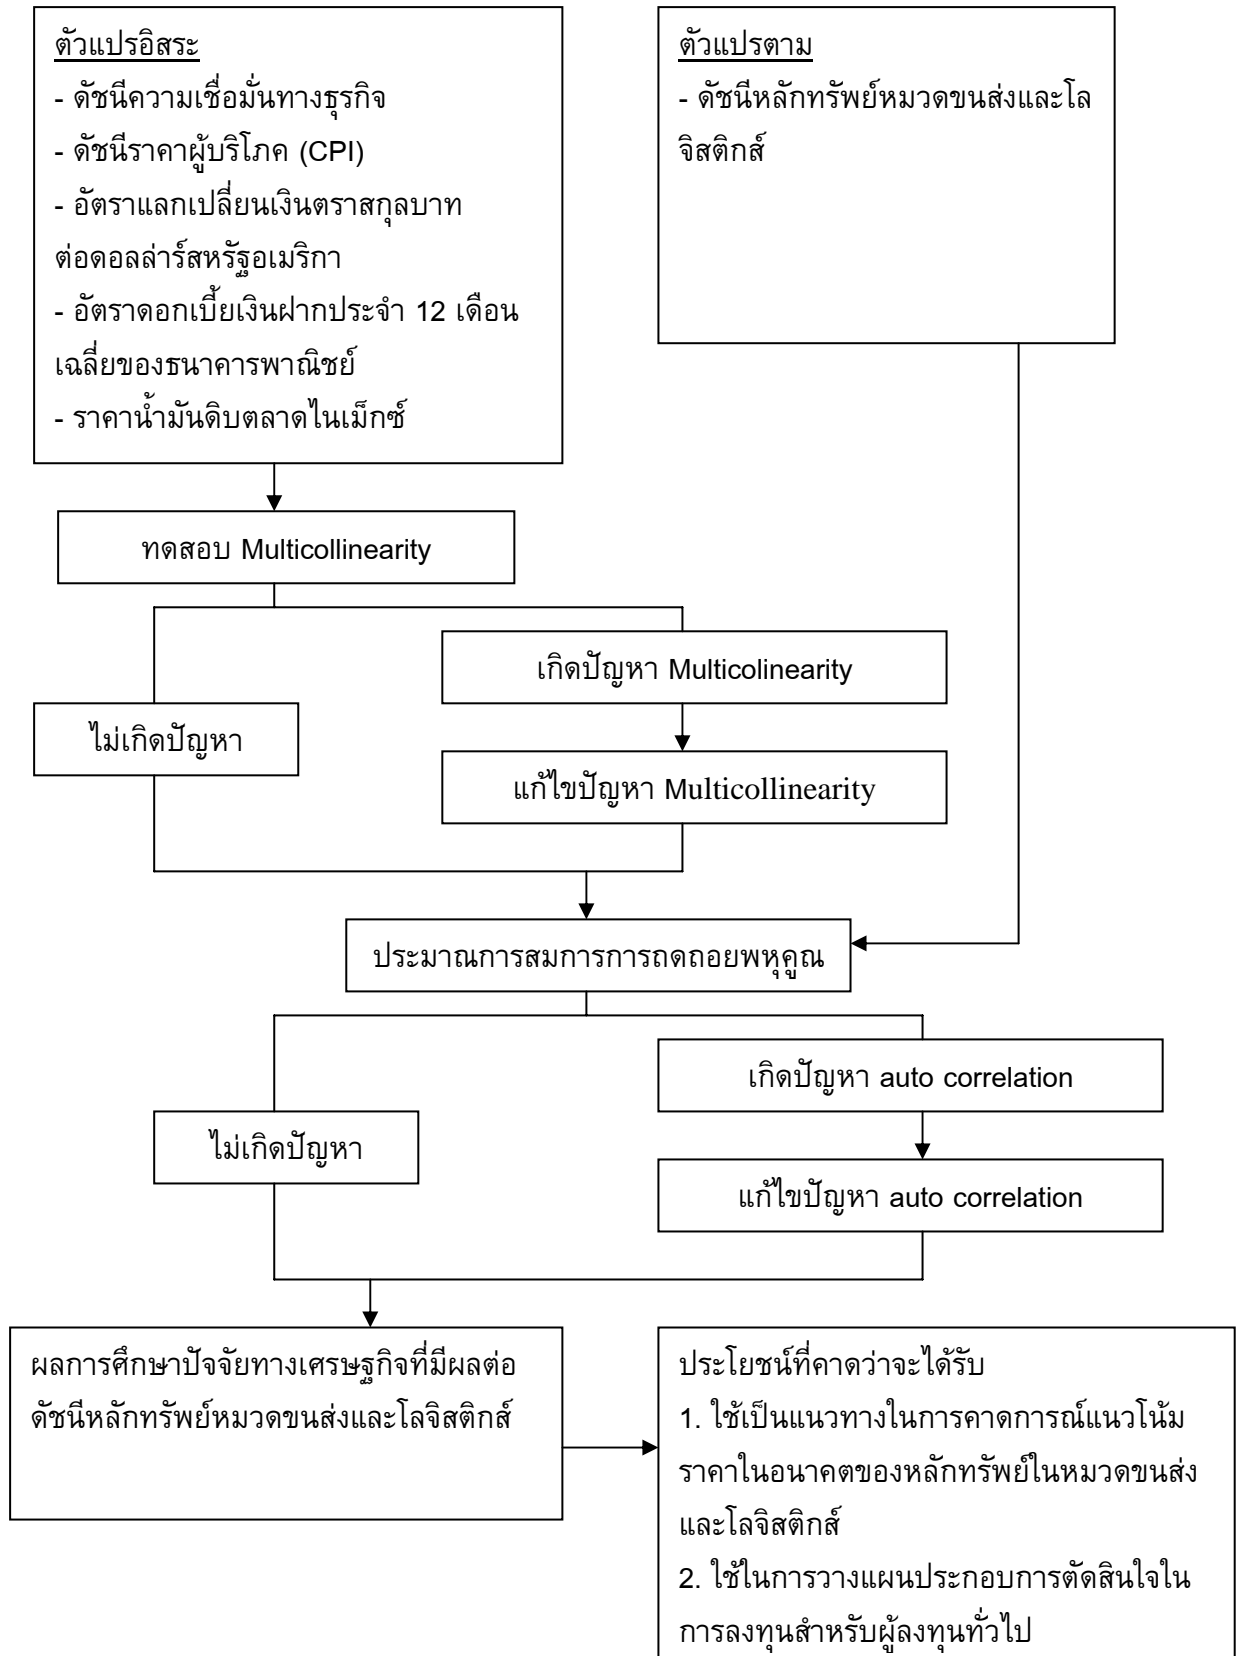 ตัวแปรอิสระ
- ดัชนีความเชื่อมั่นทางธุรกิจ
- ดัชนีราคาผู้บริโภค (CPI)
- อัตราแลกเปลี่ยนเงินตราสกุลบาท
ต่อดอลล่าร์สหรัฐอเมริกา
- อัตราดอกเบี้ยเงินฝากประจำ 12 เดือน
เฉลี่ยของธนาคารพาณิชย์
- ราคาน้ำมันดิบตลาดไนเม็กซ์
ตัวแปรตาม
- ดัชนีหลักทรัพย์หมวดขนส่งและโล
จิสติกส์
ทดสอบ Multicollinearity
เกิดปัญหา Multicolinearity
ไม่เกิดปัญหา
แก้ไขปัญหา Multicollinearity
ประมาณการสมการการถดถอยพหุคูณ
เกิดปัญหา auto correlation
ไม่เกิดปัญหา
แก้ไขปัญหา auto correlation
ผลการศึกษาปัจจัยทางเศรษฐกิจที่มีผลต่อ
ดัชนีหลักทรัพย์หมวดขนส่งและโลจิสติกส์
ประโยชน์ที่คาดว่าจะได้รับ
1. ใช้เป็นแนวทางในการคาดการณ์แนวโน้ม
ราคาในอนาคตของหลักทรัพย์ในหมวดขนส่ง
และโลจิสติกส์
2. ใช้ในการวางแผนประกอบการตัดสินใจใน
การลงทุนสำหรับผู้ลงทุนทั่วไป